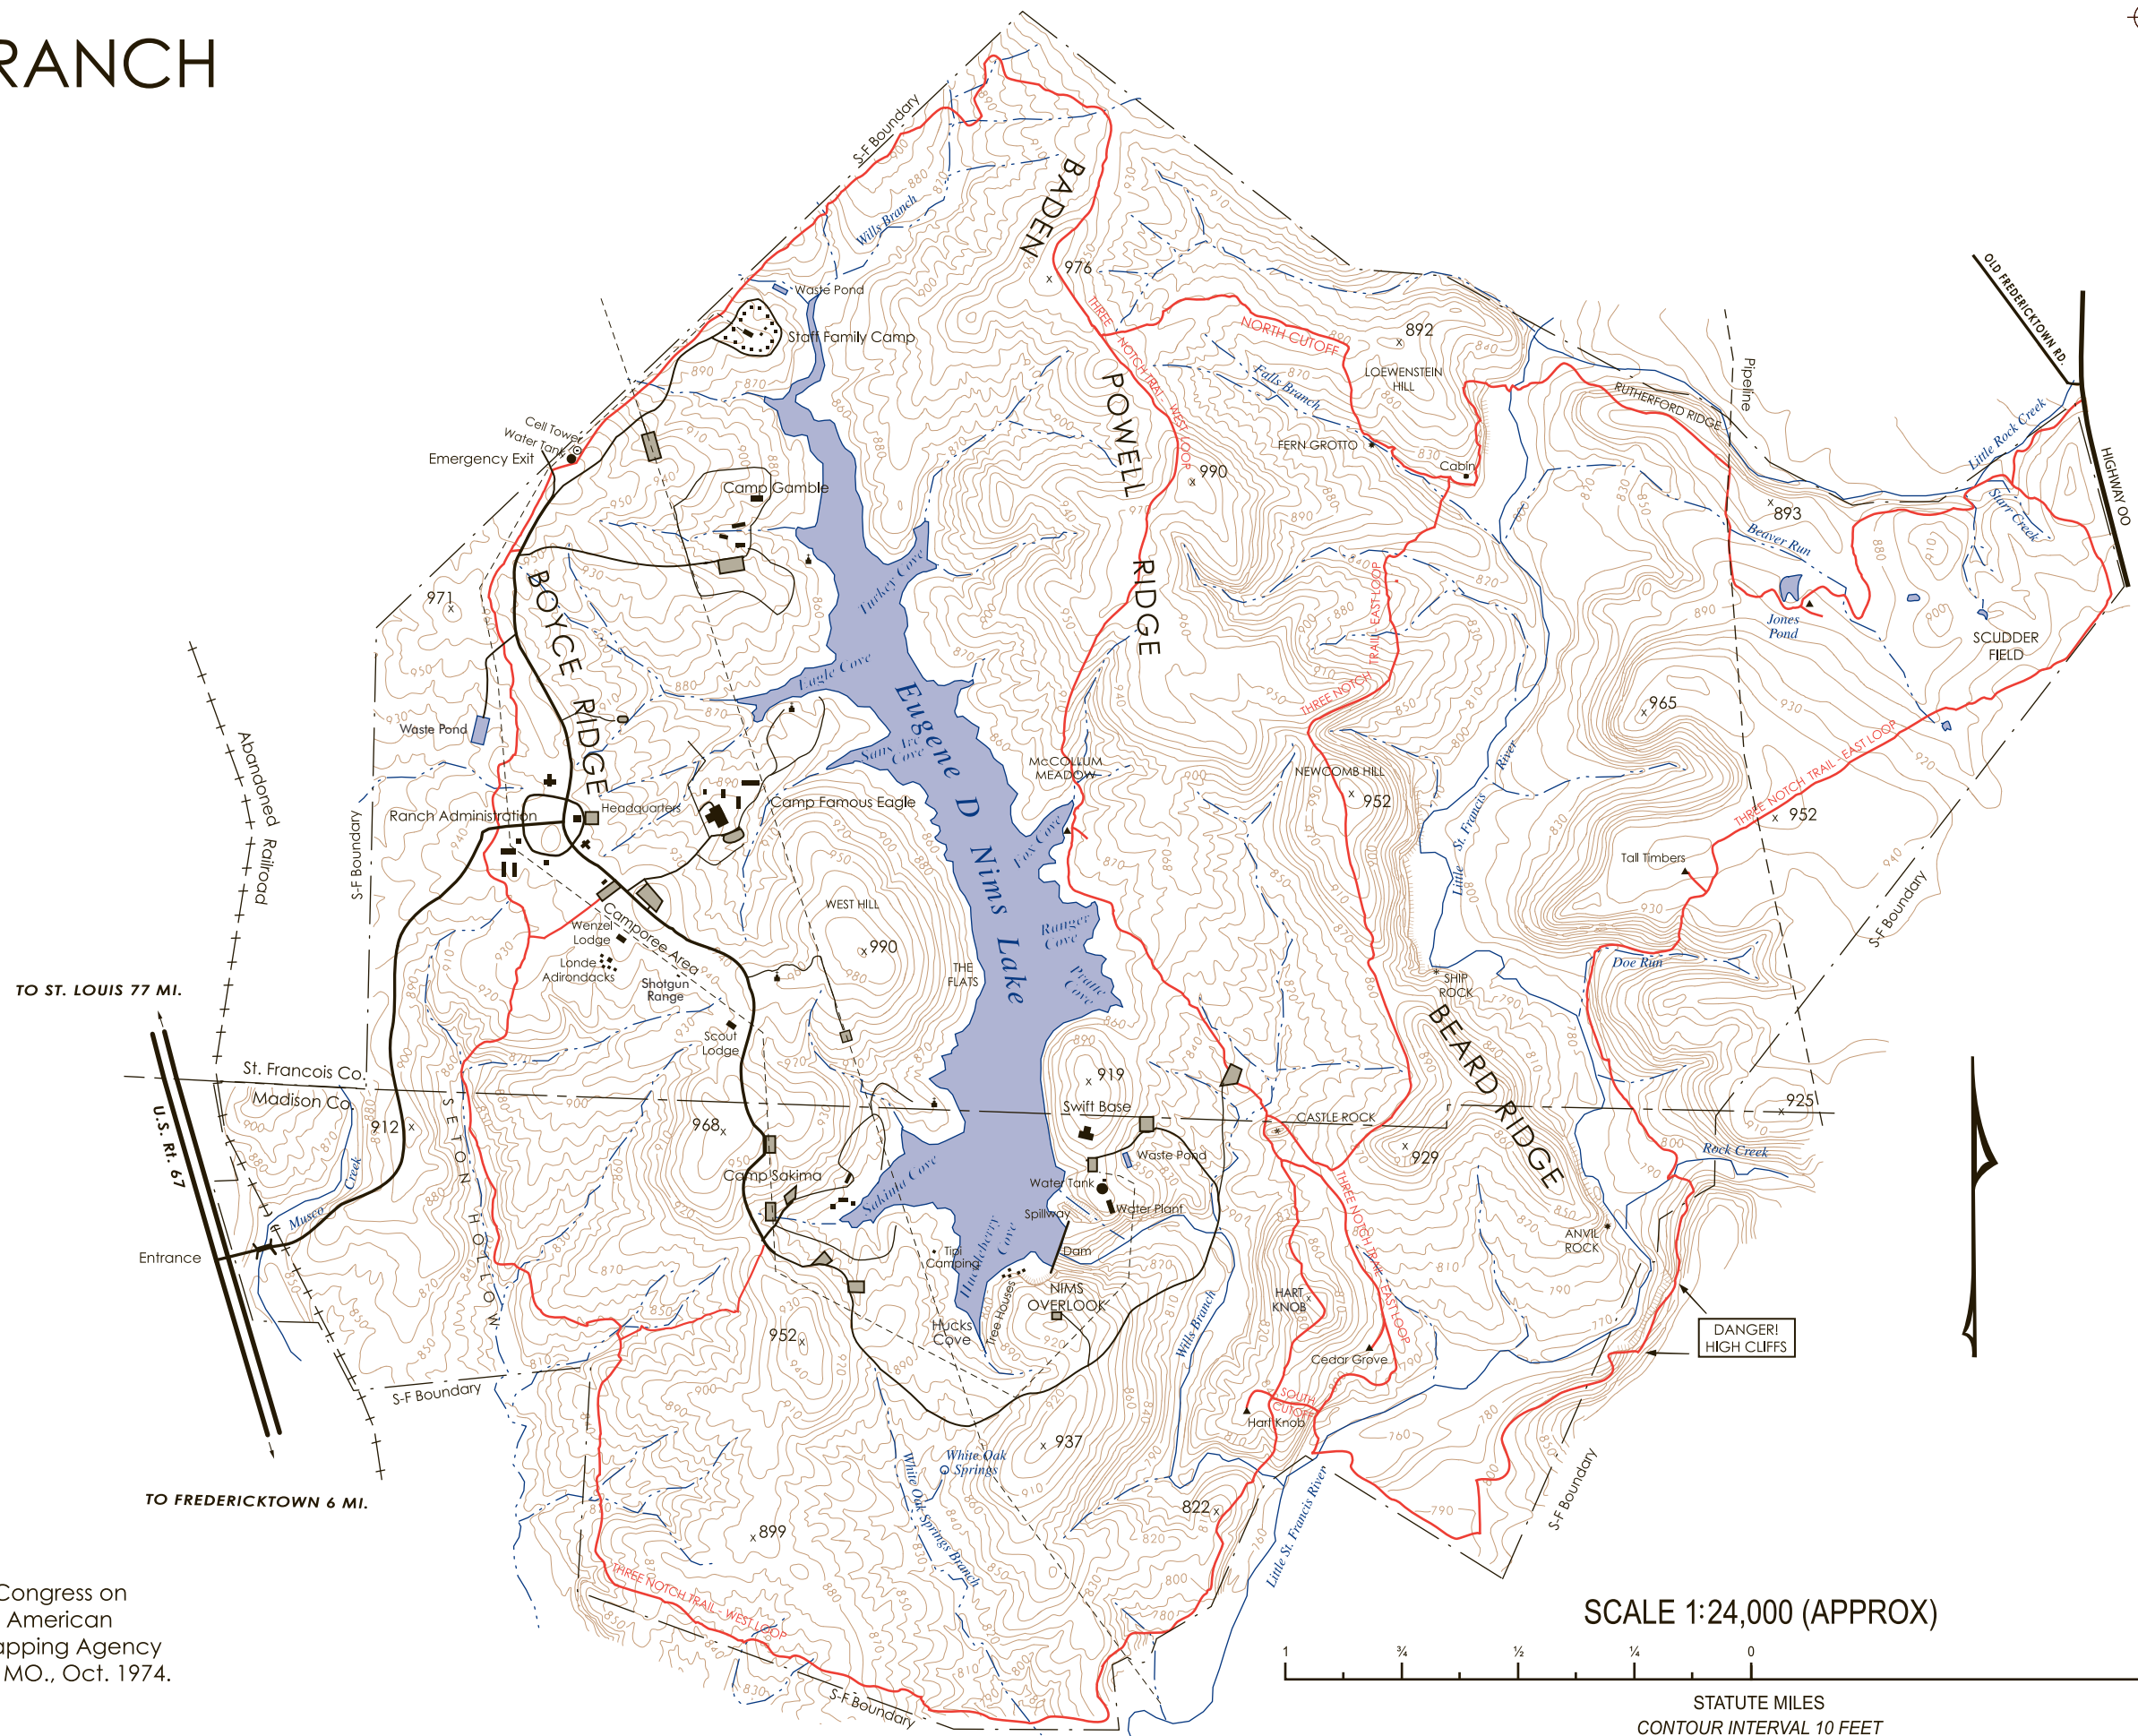 RANCH
S-F Boundary
Wills Branch
BADEN
976
Waste Pond
Staff Family Camp
THREE NOTCH TRAIL - WEST LOOP
NORTH CUTOFF
892
LOEWENSTEIN
HILL
Falls Branch
FERN GROTTO
Cabin
POWELL
990
RIDGE
OLD FREDERICKTOWN RD.
HIGHWAY OO
Little Rock Creek
Starr Creek
Pipeline
RUTHERFORD RIDGE
893
Beaver Run
Jones
Pond
SCUDDER
FIELD
Cell Tower
Water Tank
Emergency Exit
Camp Gamble
Turkey Cove
Eagle Cove
971
BOYCE RIDGE
Waste Pond
Sans Arc
Cove
Eugene D Nims Lake
McCOLLUM
MEADOW
THREE NOTCH TRAIL - EAST LOOP
NEWCOMB HILL
952
965
Little St. Francis River
THREE NOTCH TRAIL - EAST LOOP
952
Tall Timbers
Abandoned Railroad
S-F Boundary
Ranch Administration
Headquarters
Camp Famous Eagle
Fox Cove
WEST HILL
990
THE
FLATS
Ranger
Cove
Pratte
Cove
Wenzel
Lodge
Camporee Area
Londe
Adirondacks
Shotgun
Range
Scout
Lodge
SHIP
ROCK
BEARD RIDGE
Doe Run
S-F Boundary
TO ST. LOUIS 77 MI.
St. Francois Co.
Madison Co.
U.S. Rt. 67
912
SETON HOLLOW
968
919
Swift Base
Waste Pond
Water Tank
Water Plant
Spillway
Dam
CASTLE ROCK
929
925
Rock Creek
Musco Creek
Entrance
Camp Sakima
Sakima Cove
Huckleberry
Cove
Tipi
Camping
Tree Houses
NIMS
OVERLOOK
Hucks
Cove
952
HART
KNOB
THREE NOTCH TRAIL - EAST LOOP
ANVIL
ROCK
DANGER!
HIGH CLIFFS
Wills Branch
Cedar Grove
SOUTH
CUTOFF
Hart Knob
S-F Boundary
937
White Oak
Springs
White Oak Springs Branch
822
Little St. Francis River
S-F Boundary
TO FREDERICKTOWN 6 MI.
899
THREE NOTCH TRAIL - WEST LOOP
S-F Boundary
Congress on
American
apping Agency
MO., Oct. 1974.
SCALE 1:24,000 (APPROX)
1 ¾ ½ ¼ 0
STATUTE MILES
CONTOUR INTERVAL 10 FEET